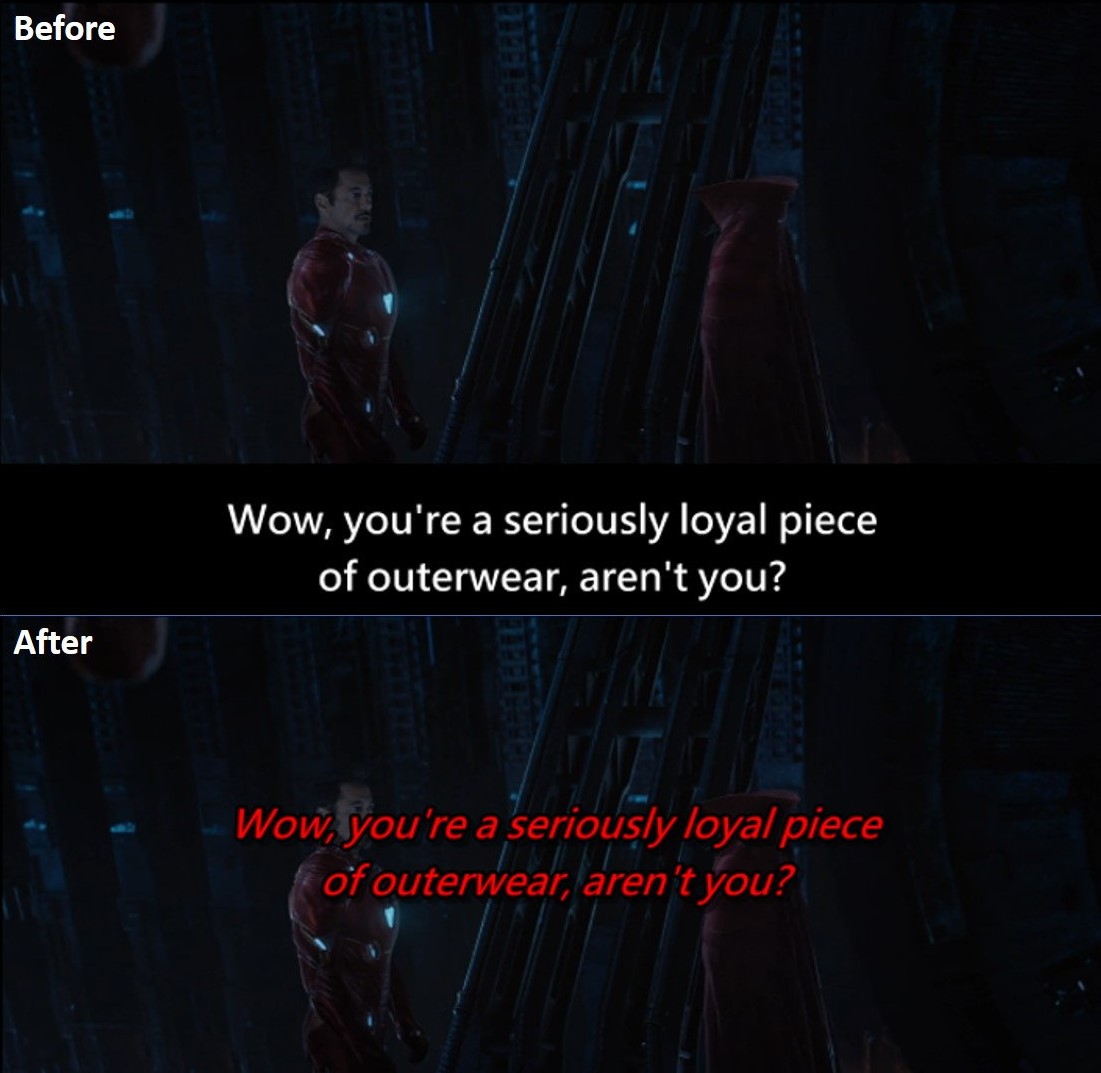 Before
Wow, you're a seriously loyal piece
of outerwear, aren't you?
After
Wow, you're a seriously loyal piece
of outerwear, aren't you?